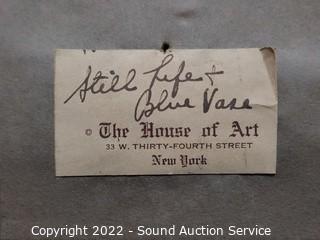 Still Life +
Blue Vase
© The House of Art
33 W. THIRTY-FOURTH STREET
New York
Copyright 2022 - Sound Auction Service